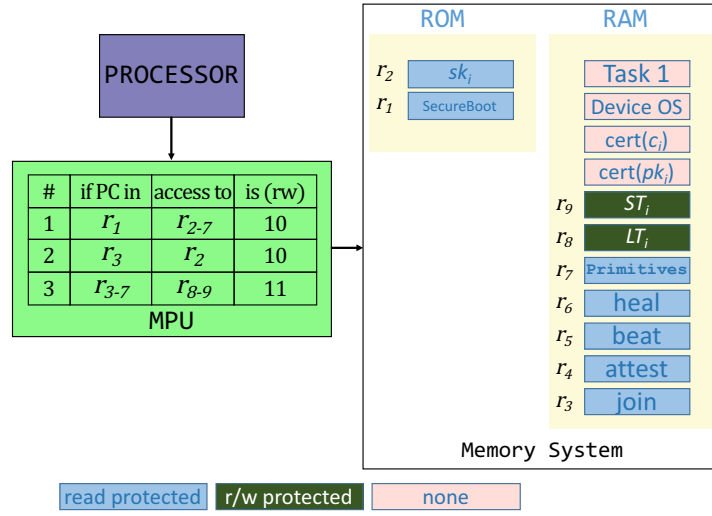 PROCESSOR
# if PC in access to is (rw)
1 r1 r2-7 10
2 r3 r2 10
3 r3-7 r8-9 11
MPU
ROM
r2 ski
r1 SecureBoot
RAM
Task 1
Device OS
cert(ci)
cert(pki)
r9 STi
r8 LTi
r7 Primitives
r6 heal
r5 beat
r4 attest
r3 join
Memory System
read protected r/w protected none